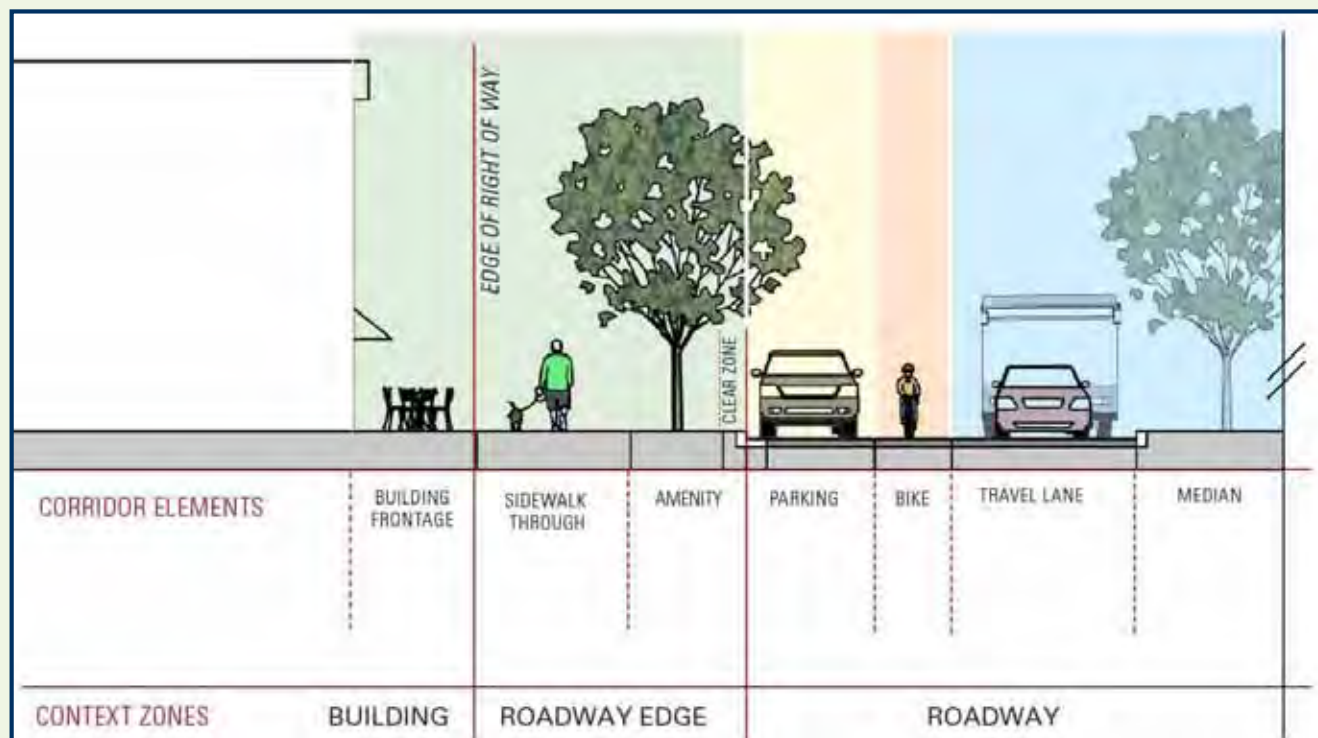 EDGE OF RIGHT OF WAY
CLEAR ZONE
CORRIDOR ELEMENTS
BUILDING
FRONTAGE
SIDEWALK
THROUGH
AMENITY
PARKING
BIKE
TRAVEL LANE
MEDIAN
CONTEXT ZONES
BUILDING
ROADWAY EDGE
ROADWAY